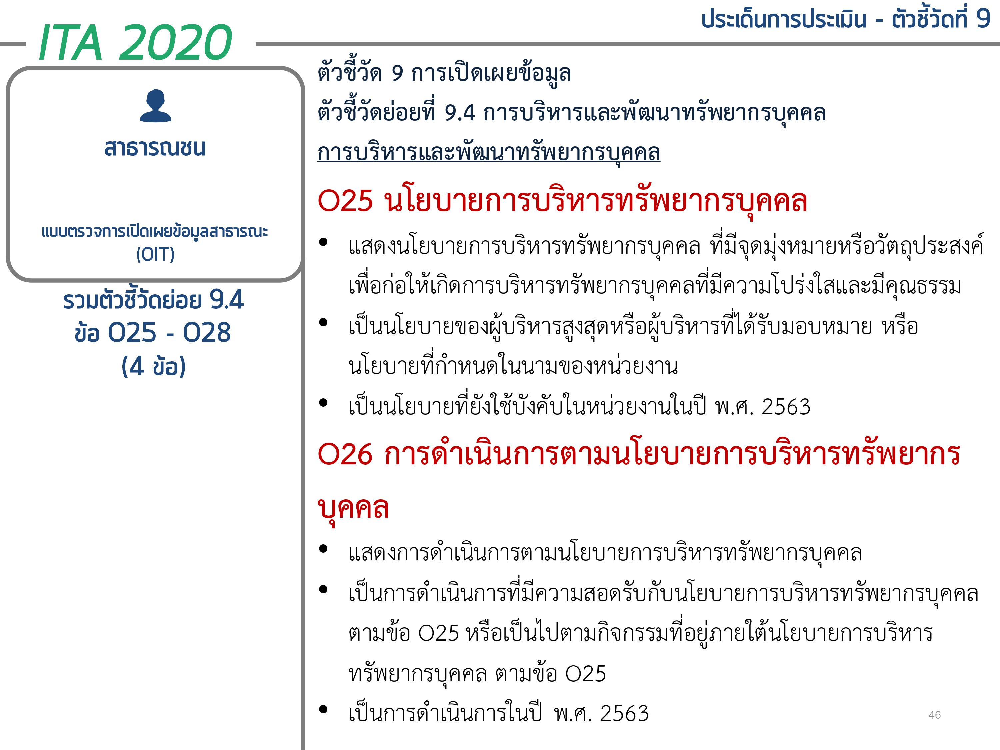 ประเด็นการประเมิน - ตัวชี้วัดที่ 9
ITA 2020
สาธารณชน
แบบตรวจการเปิดเผยข้อมูลสาธารณะ
(OIT)
รวมตัวชี้วัดย่อย 9.4
ข้อ O25 - O28
(4 ข้อ)
ตัวชี้วัด 9 การเปิดเผยข้อมูล
ตัวชี้วัดย่อยที่ 9.4 การบริหารและพัฒนาทรัพยากรบุคคล
การบริหารและพัฒนาทรัพยากรบุคคล
O25 นโยบายการบริหารทรัพยากรบุคคล
• แสดงนโยบายการบริหารทรัพยากรบุคคล ที่มีจุดมุ่งหมายหรือวัตถุประสงค์
เพื่อก่อให้เกิดการบริหารทรัพยากรบุคคลที่มีความโปร่งใสและมีคุณธรรม
• เป็นนโยบายของผู้บริหารสูงสุดหรือผู้บริหารที่ได้รับมอบหมาย หรือ
นโยบายที่กำหนดในนามของหน่วยงาน
• เป็นนโยบายที่ยังใช้บังคับในหน่วยงานในปี พ.ศ. 2563
O26 การดำเนินการตามนโยบายการบริหารทรัพยากร
บุคคล
• แสดงการดำเนินการตามนโยบายการบริหารทรัพยากรบุคคล
• เป็นการดำเนินการที่มีความสอดรับกับนโยบายการบริหารทรัพยากรบุคคล
ตามข้อ O25 หรือเป็นไปตามกิจกรรมที่อยู่ภายใต้นโยบายการบริหาร
ทรัพยากรบุคคล ตามข้อ O25
• เป็นการดำเนินการในปี พ.ศ. 2563
46